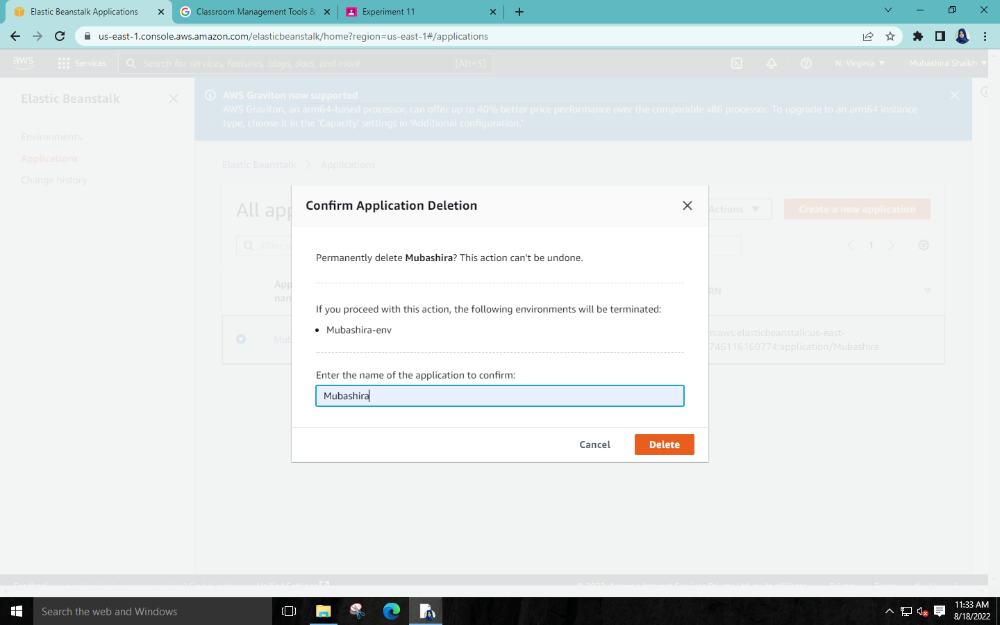 Elastic Beanstalk Applications
Classroom Management Tools &
Experiment 11
us-east-1.console.aws.amazon.com/elasticbeanstalk/home?region=us-east-1#/applications
aws
Services
Search for services, features, blogs, docs, and more
[Alt+S]
N. Virginia
Mubashira Shaikh
Elastic Beanstalk
Environments
Applications
Change history
AWS Graviton now supported
AWS Graviton, an arm64-based processor, can offer up to 40% better price performance over the comparable x86 processor. To upgrade to an arm64 instance
type, choose it in the 'Capacity' settings in 'Additional configuration.'
Elastic Beanstalk
Applications
All app
Actions
Create a new application
Filter
1
App
nam
RN
Mub
n:aws:elasticbeanstalk:us-east-
746116160774:application/Mubashira
Confirm Application Deletion
Permanently delete Mubashira? This action can't be undone.
If you proceed with this action, the following environments will be terminated:
Mubashira-env
Enter the name of the application to confirm:
Mubashira
Cancel
Delete
Search the web and Windows
11:33 AM
8/18/2022